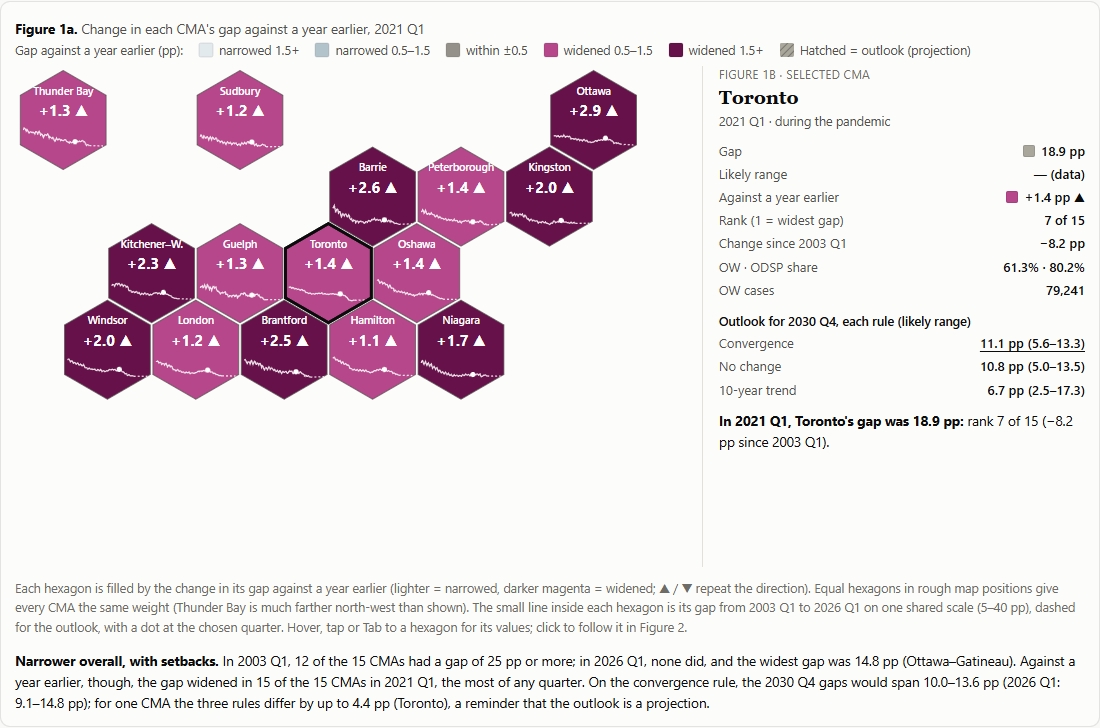 Figure 1a. Change in each CMA's gap against a year earlier, 2021 Q1
Gap against a year earlier (pp): narrowed 1.5+ narrowed 0.5–1.5 within ±0.5 widened 0.5–1.5 widened 1.5+ Hatched = outlook (projection)
Thunder Bay
+1.3 ▲
Sudbury
+1.2 ▲
Ottawa
+2.9 ▲
Barrie
+2.6 ▲
Peterborough
+1.4 ▲
Kingston
+2.0 ▲
Kitchener–W.
+2.3 ▲
Guelph
+1.3 ▲
Toronto
+1.4 ▲
Oshawa
+1.4 ▲
Windsor
+2.0 ▲
London
+1.2 ▲
Brantford
+2.5 ▲
Hamilton
+1.1 ▲
Niagara
+1.7 ▲
FIGURE 1B · SELECTED CMA
Toronto
2021 Q1 · during the pandemic
Gap 18.9 pp
Likely range — (data)
Against a year earlier +1.4 pp ▲
Rank (1 = widest gap) 7 of 15
Change since 2003 Q1 −8.2 pp
OW · ODSP share 61.3% · 80.2%
OW cases 79,241
Outlook for 2030 Q4, each rule (likely range)
Convergence 11.1 pp (5.6–13.3)
No change 10.8 pp (5.0–13.5)
10-year trend 6.7 pp (2.5–17.3)
In 2021 Q1, Toronto's gap was 18.9 pp: rank 7 of 15 (−8.2
pp since 2003 Q1).
Each hexagon is filled by the change in its gap against a year earlier (lighter = narrowed, darker magenta = widened; ▲ / ▼ repeat the direction). Equal hexagons in rough map positions give
every CMA the same weight (Thunder Bay is much farther north-west than shown). The small line inside each hexagon is its gap from 2003 Q1 to 2026 Q1 on one shared scale (5–40 pp), dashed
for the outlook, with a dot at the chosen quarter. Hover, tap or Tab to a hexagon for its values; click to follow it in Figure 2.
Narrower overall, with setbacks. In 2003 Q1, 12 of the 15 CMAs had a gap of 25 pp or more; in 2026 Q1, none did, and the widest gap was 14.8 pp (Ottawa–Gatineau). Against a
year earlier, though, the gap widened in 15 of the 15 CMAs in 2021 Q1, the most of any quarter. On the convergence rule, the 2030 Q4 gaps would span 10.0–13.6 pp (2026 Q1:
9.1–14.8 pp); for one CMA the three rules differ by up to 4.4 pp (Toronto), a reminder that the outlook is a projection.